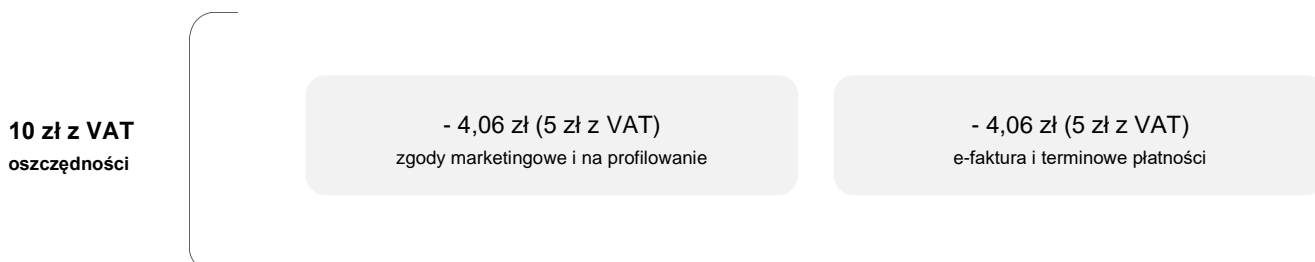 10 zł z VAT
oszczędności
- 4,06 zł (5 zł z VAT)
zgody marketingowe i na profilowanie
- 4,06 zł (5 zł z VAT)
e-faktura i terminowe płatności